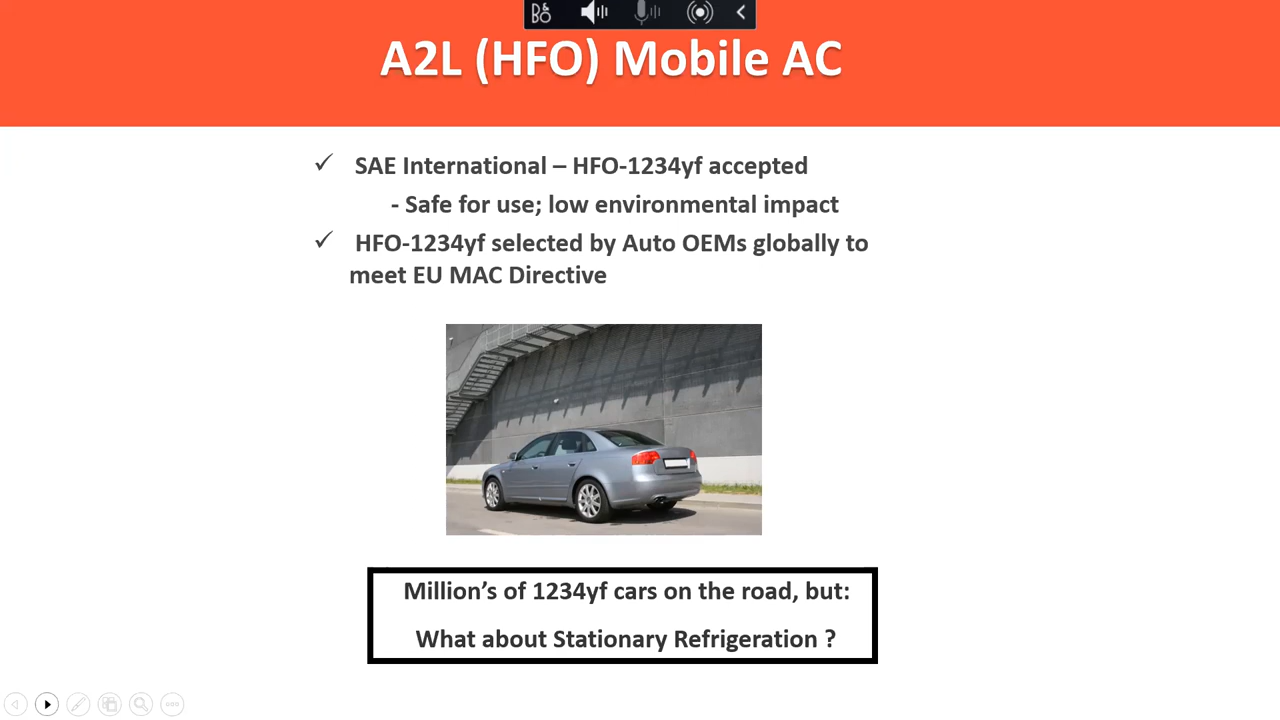 B&O
A2L (HFO) Mobile AC
✓ SAE International – HFO-1234yf accepted
- Safe for use; low environmental impact
✓ HFO-1234yf selected by Auto OEMs globally to
meet EU MAC Directive
Million’s of 1234yf cars on the road, but:
What about Stationary Refrigeration ?